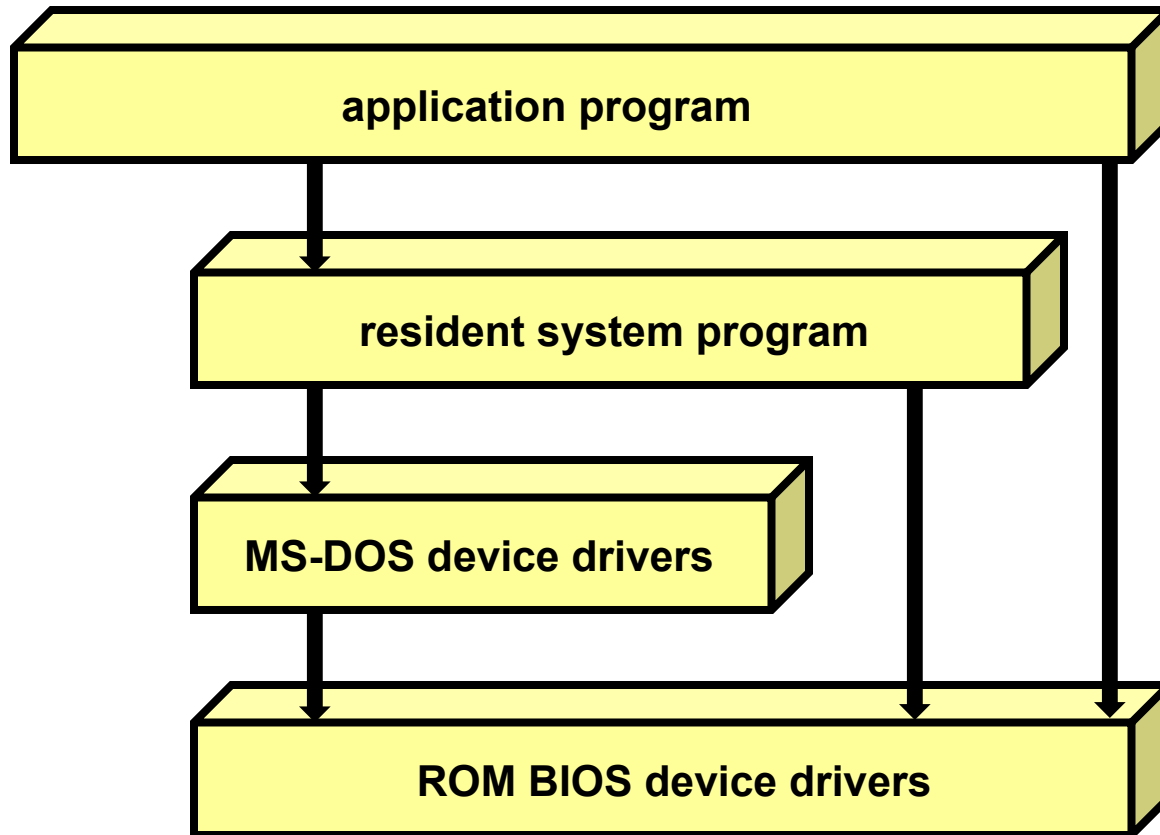 application program
resident system program
MS-DOS device drivers
ROM BIOS device drivers